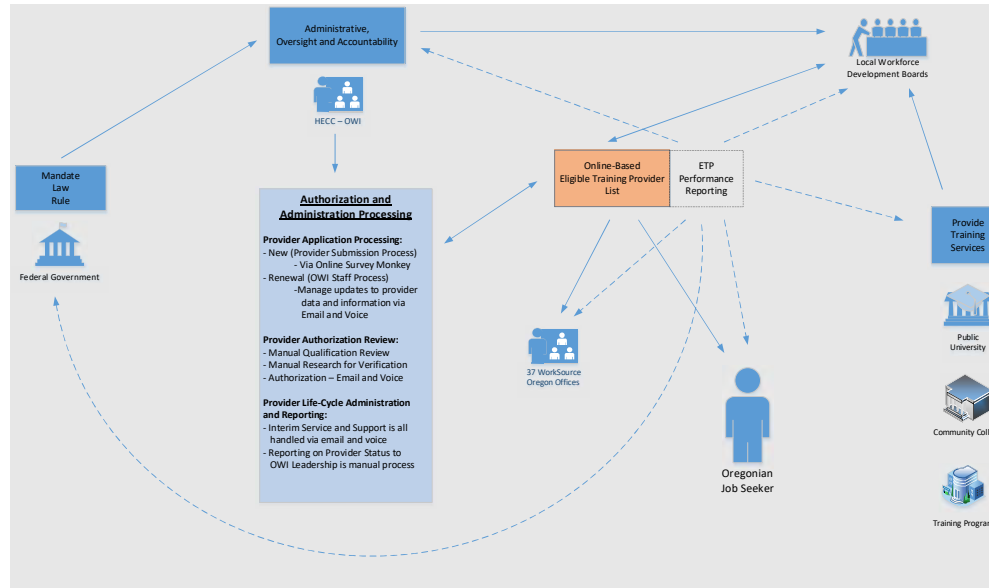 Administrative,
Oversight and Accountability
HECC – OWI
Local Workforce
Development Boards
Mandate
Law
Rule
Federal Government
Online-Based
Eligible Training Provider
List
ETP
Performance
Reporting
Authorization and
Administration Processing
Provider Application Processing:
- New (Provider Submission Process)
- Via Online Survey Monkey
- Renewal (OWI Staff Process)
-Manage updates to provider
data and information via
Email and Voice
Provider Authorization Review:
- Manual Qualification Review
- Manual Research for Verification
- Authorization – Email and Voice
Provider Life-Cycle Administration
and Reporting:
- Interim Service and Support is all
handled via email and voice
- Reporting on Provider Status to
OWI Leadership is manual process
37 WorkSource
Oregon Offices
Oregonian
Job Seeker
Provide
Training
Services
Public
University
Community
Training